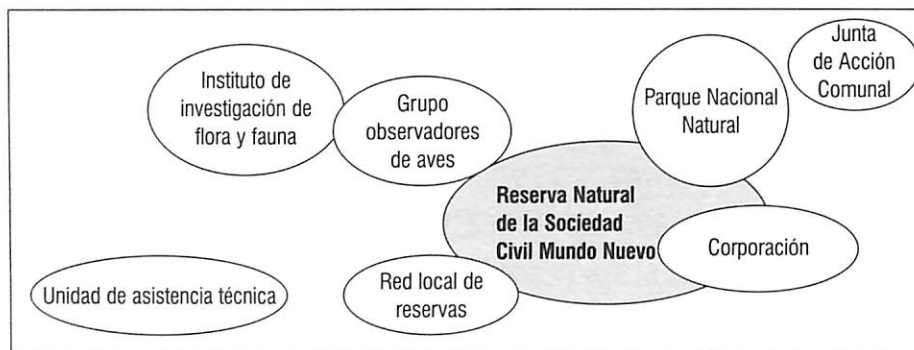 Instituto de
investigación de
flora y fauna
Grupo
observadores
de aves
Parque Nacional
Natural
Junta
de Acción
Comunal
Reserva Natural
de la Sociedad
Civil Mundo Nuevo
Corporación
Unidad de asistencia técnica
Red local de
reservas